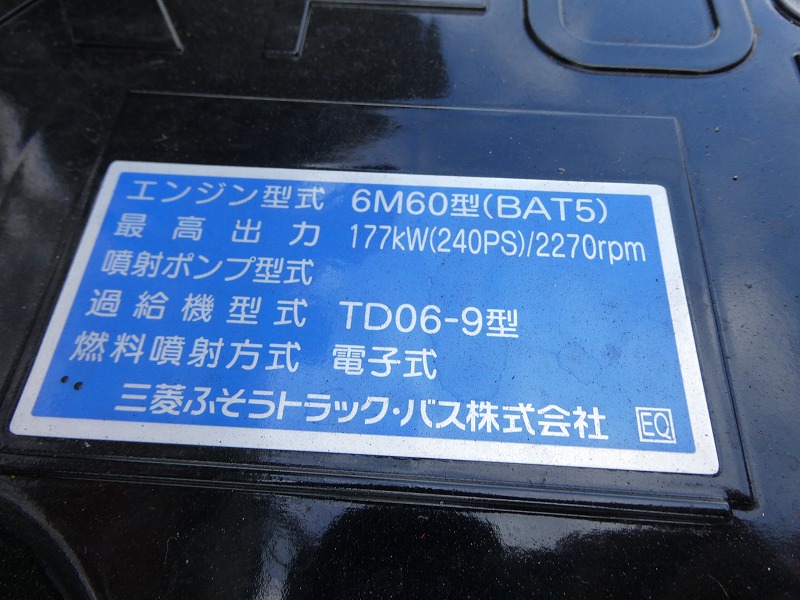 エンジン型式 6M60型(BAT5)
最高出力 177kW(240PS)/2270rpm
噴射ポンプ型式
過給機型式 TD06-9型
燃料噴射方式 電子式
三菱ふそうトラック・バス株式会社 EQ